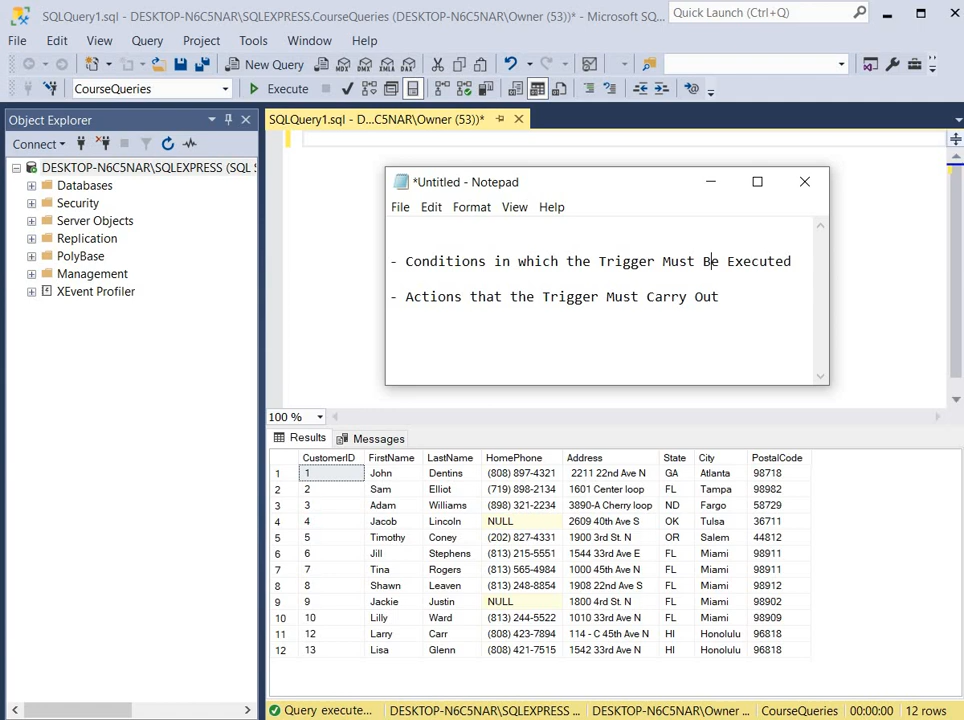 SQLQuery1.sql - DESKTOP-N6C5NAR\SQLEXPRESS.CourseQueries (DESKTOP-N6C5NAR\Owner (53))* - Microsoft SQ...
Quick Launch (Ctrl+Q)
File Edit View Query Project Tools Window Help
New Query MDX DMX XMLA DAX
CourseQueries Execute
Object Explorer
SQLQuery1.sql - D...C5NAR\Owner (53))*
Connect
DESKTOP-N6C5NAR\SQLEXPRESS (SQL S
Databases
Security
Server Objects
Replication
PolyBase
Management
XEvent Profiler
*Untitled - Notepad
File Edit Format View Help
- Conditions in which the Trigger Must Be Executed
- Actions that the Trigger Must Carry Out
100 %
Results Messages
CustomerID FirstName LastName HomePhone Address State City PostalCode
1 1 John Dentins (808) 897-4321 2211 22nd Ave N GA Atlanta 98718
2 2 Sam Elliot (719) 898-2134 1601 Center loop FL Tampa 98982
3 3 Adam Williams (898) 321-2234 3890-A Cherry loop ND Fargo 58729
4 4 Jacob Lincoln NULL 2609 40th Ave S OK Tulsa 36711
5 5 Timothy Coney (202) 827-4331 1900 3rd St. N OR Salem 44812
6 6 Jill Stephens (813) 215-5551 1544 33rd Ave E FL Miami 98911
7 7 Tina Rogers (813) 565-4984 1000 45th Ave N FL Miami 98911
8 8 Shawn Leaven (813) 248-8854 1908 22nd Ave S FL Miami 98912
9 9 Jackie Justin NULL 1800 4rd St. N FL Miami 98902
10 10 Lilly Ward (813) 244-5522 1010 33rd Ave N FL Miami 98909
11 12 Larry Carr (808) 423-7894 114 - C 45th Ave N HI Honolulu 96818
12 13 Lisa Glenn (808) 421-7515 1542 33rd Ave N HI Honolulu 96818
Query execute... DESKTOP-N6C5NAR\SQLEXPRESS ... DESKTOP-N6C5NAR\Owner ... CourseQueries 00:00:00 12 rows